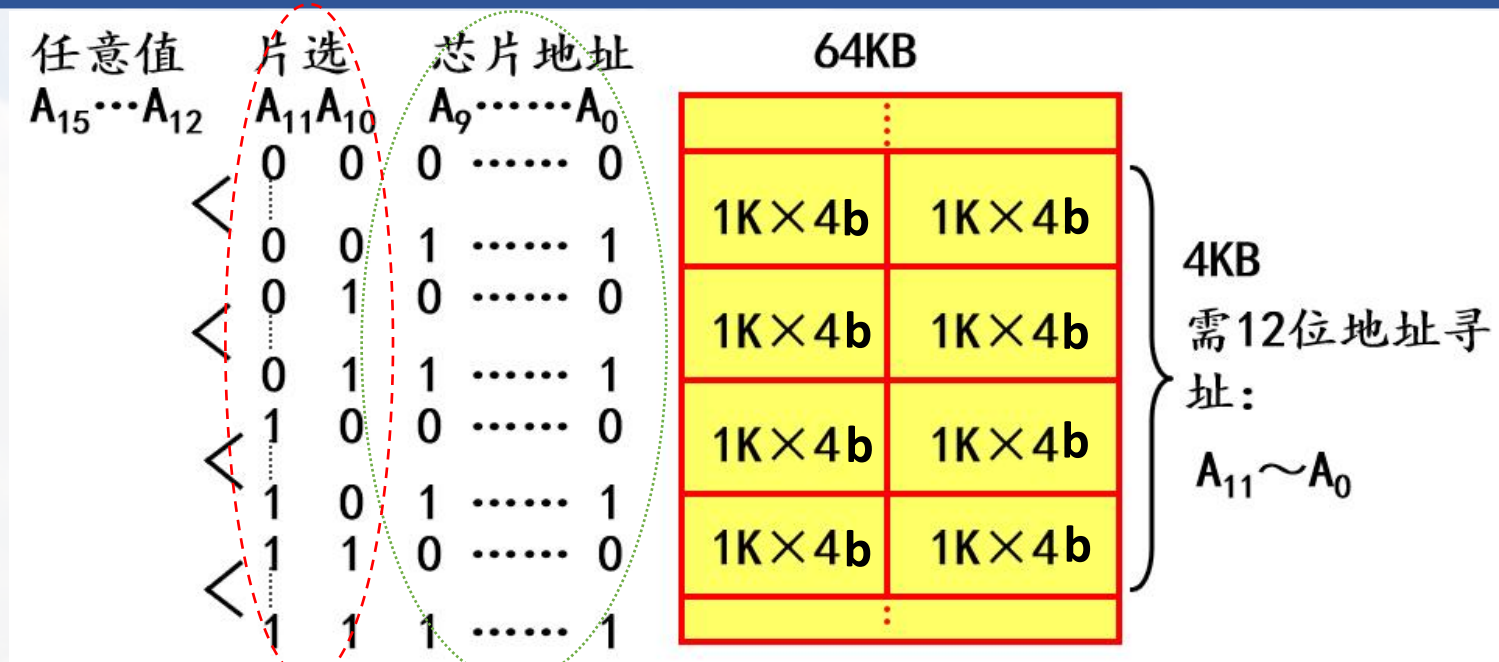 任意值 片选 芯片地址 64KB
A15…A12 A11A10 A9……A0
0 0 0 …… 0
0 0 1 …… 1
0 1 0 …… 0
0 1 1 …… 1
1 0 0 …… 0
1 0 1 …… 1
1 1 0 …… 0
1 1 1 …… 1
1K×4b 1K×4b
1K×4b 1K×4b
1K×4b 1K×4b
1K×4b 1K×4b
4KB
需12位地址寻
址:
A11～A0